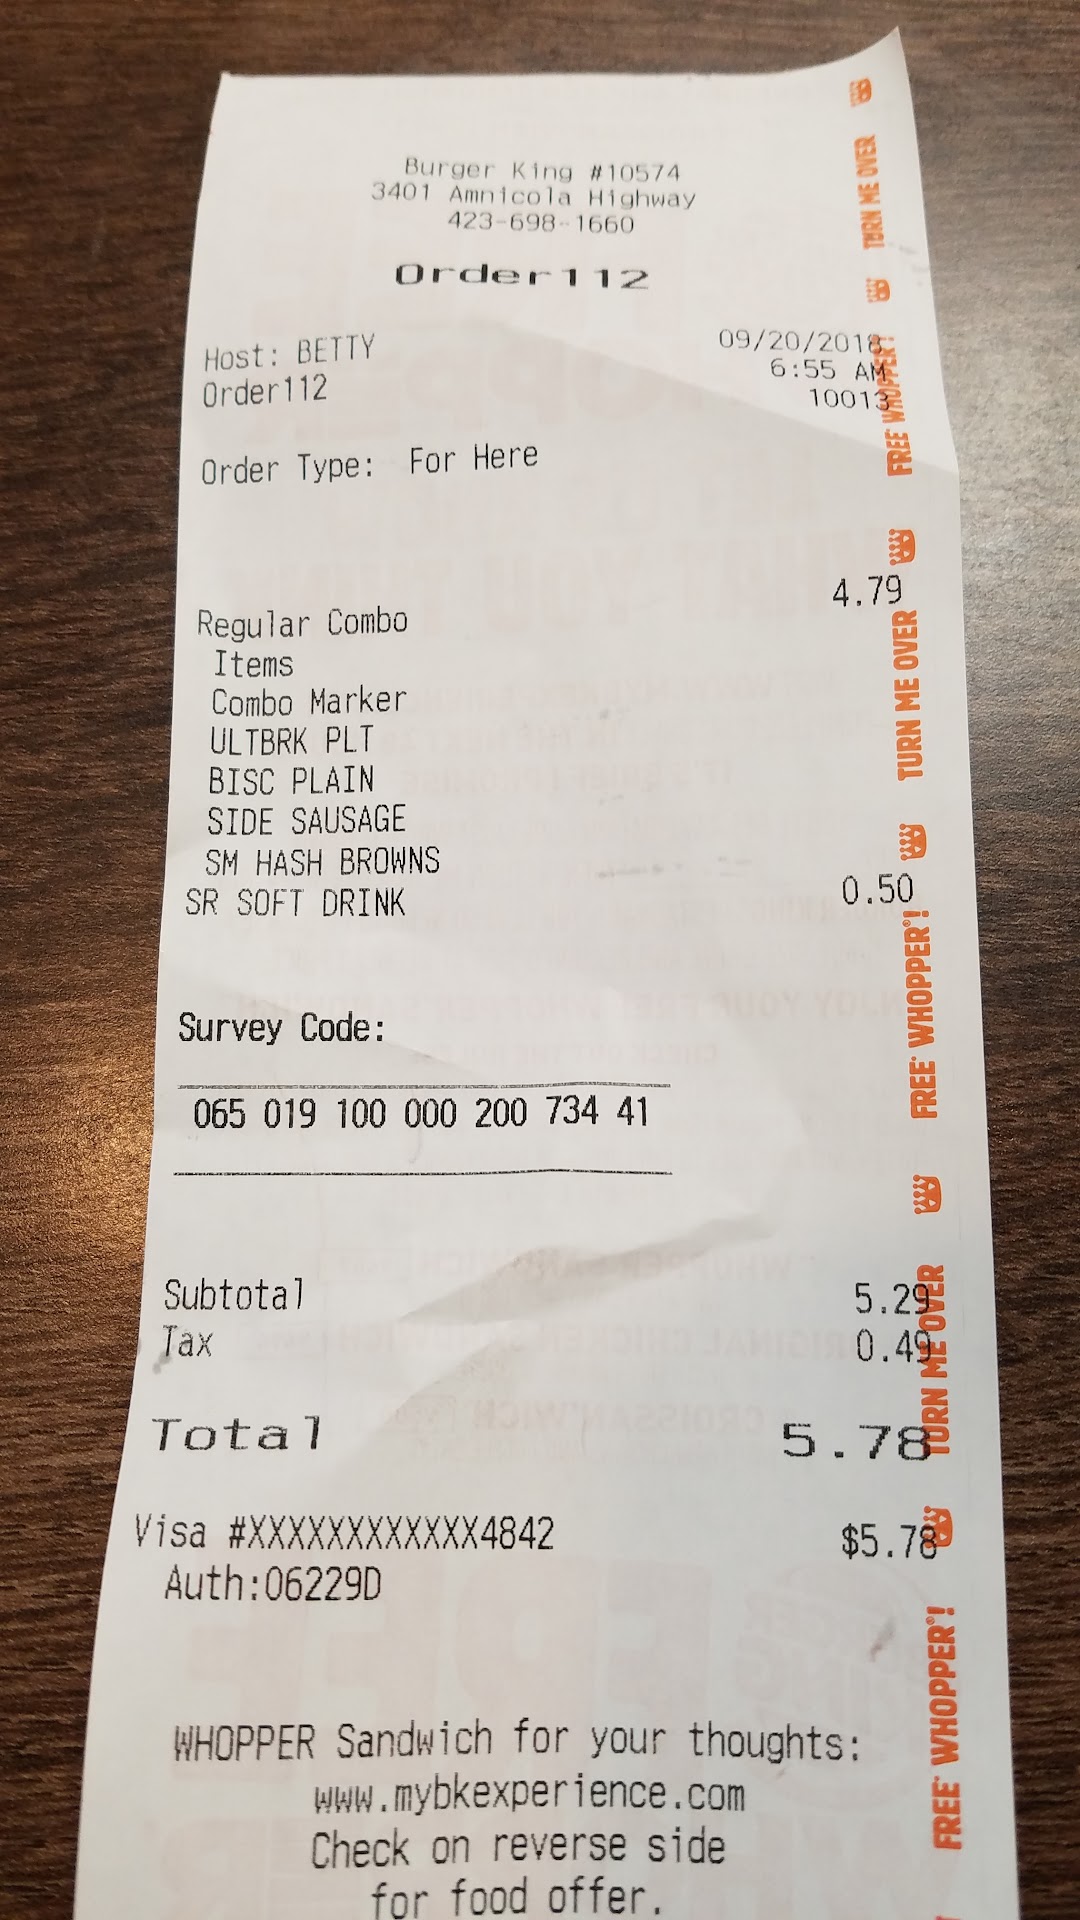 Burger King #10574
3401 Amnicola Highway
423-698-1660
Order112
Host: BETTY 09/20/2018
Order112 6:55 AM
10013
Order Type: For Here
Regular Combo 4.79
Items
Combo Marker
ULTBRK PLT
BISC PLAIN
SIDE SAUSAGE
SM HASH BROWNS
SR SOFT DRINK 0.50
Survey Code:
065 019 100 000 200 734 41
Subtotal 5.29
Tax 0.49
Total 5.78
Visa #XXXXXXXXXXXX4842 $5.78
Auth:06229D
WHOPPER Sandwich for your thoughts:
www.mybkexperience.com
Check on reverse side
for food offer.
TURN ME OVER
FREE WHOPPER!
TURN ME OVER
FREE WHOPPER®!
TURN ME OVER
FREE WHOPPER®!